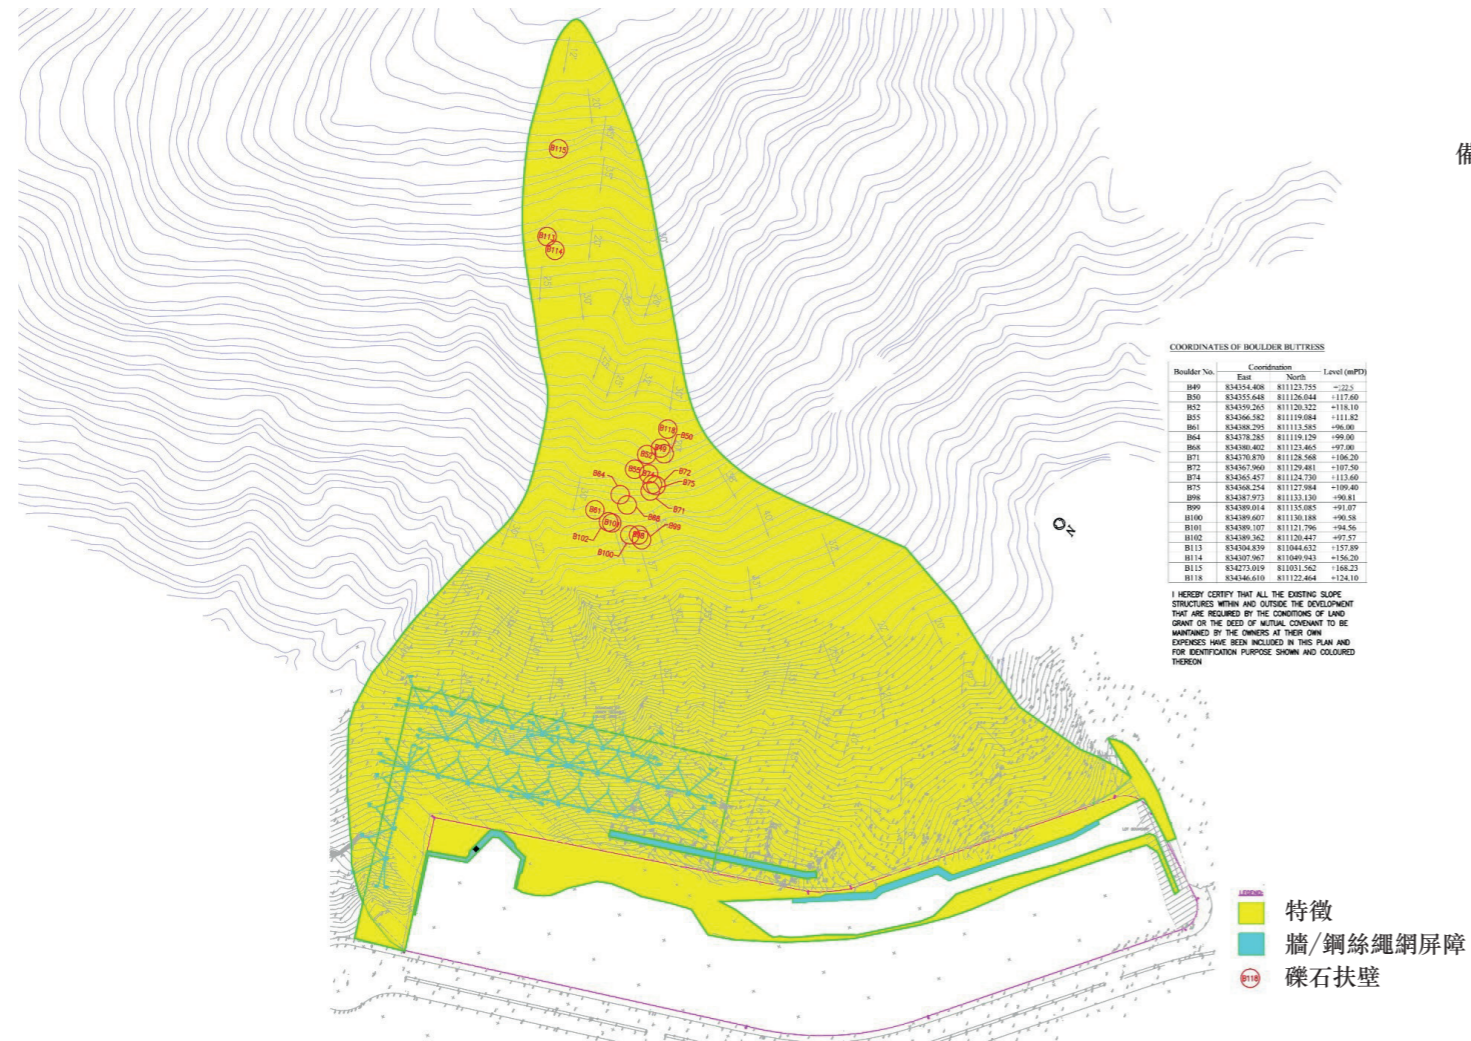 備
B115
B113
B114
B118
B50
B49
B52
B55
B72
B74
B75
B64
B71
B68
B61
B101
B99
B102
B98
B100
N
COORDINATES OF BOULDER BUTTRESS
Boulder No. Coordination Level (mPD)
East North
B49 834354.408 811123.755 +122.5
B50 834355.648 811126.044 +117.60
B52 834359.265 811120.322 +118.10
B55 834366.582 811119.084 +111.82
B61 834388.295 811113.585 +96.00
B64 834378.285 811119.129 +99.00
B68 834380.402 811123.465 +97.00
B71 834370.870 811128.568 +106.20
B72 834367.960 811129.481 +107.50
B74 834365.457 811124.730 +113.60
B75 834368.254 811127.984 +109.40
B98 834387.973 811133.130 +90.81
B99 834389.014 811135.085 +91.07
B100 834389.607 811130.188 +90.58
B101 834389.107 811121.796 +94.56
B102 834389.362 811120.447 +97.57
B113 834304.839 811044.632 +157.89
B114 834307.967 811049.943 +156.20
B115 834273.019 811031.562 +168.23
B118 834346.610 811122.464 +124.10
I HEREBY CERTIFY THAT ALL THE EXISTING SLOPE
STRUCTURES WITHIN AND OUTSIDE THE DEVELOPMENT
THAT ARE REQUIRED BY THE CONDITIONS OF LAND
GRANT OR THE DEED OF MUTUAL COVENANT TO BE
MAINTAINED BY THE OWNERS AT THEIR OWN
EXPENSES HAVE BEEN INCLUDED IN THIS PLAN AND
FOR IDENTIFICATION PURPOSE SHOWN AND COLOURED
THEREON
LEGEND:
特徵
牆/鋼絲繩網屏障
B118 礫石扶壁